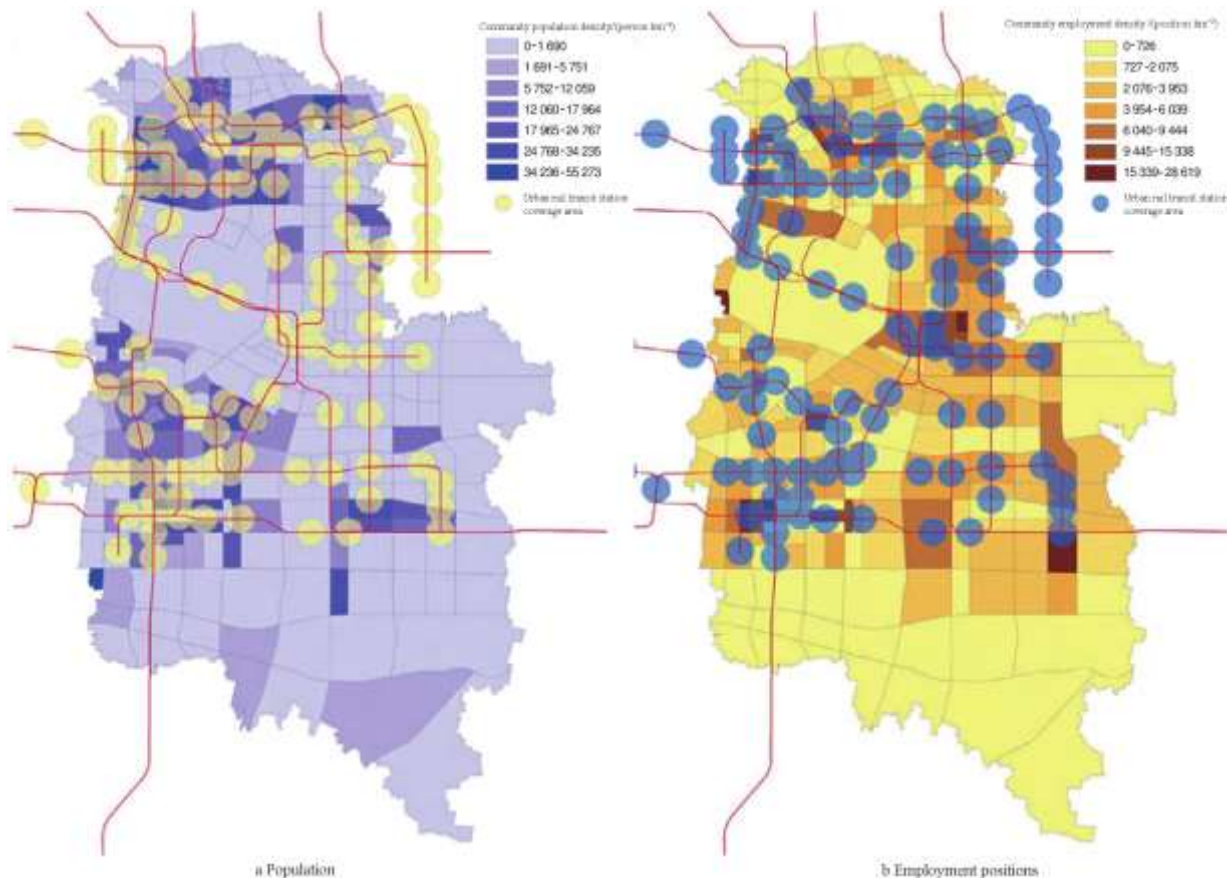 Community population density/(person·km⁻²)
0-1 690
1 691-5 751
5 752-12 059
12 060-17 964
17 965-24 767
24 768-34 235
34 236-55 273
Urban rail transit station
coverage area
Community employment density/(position·km⁻²)
0-726
727-2 075
2 076-3 953
3 954-6 039
6 040-9 444
9 445-15 338
15 339-28 619
Urban rail transit station
coverage area
a Population
b Employment positions